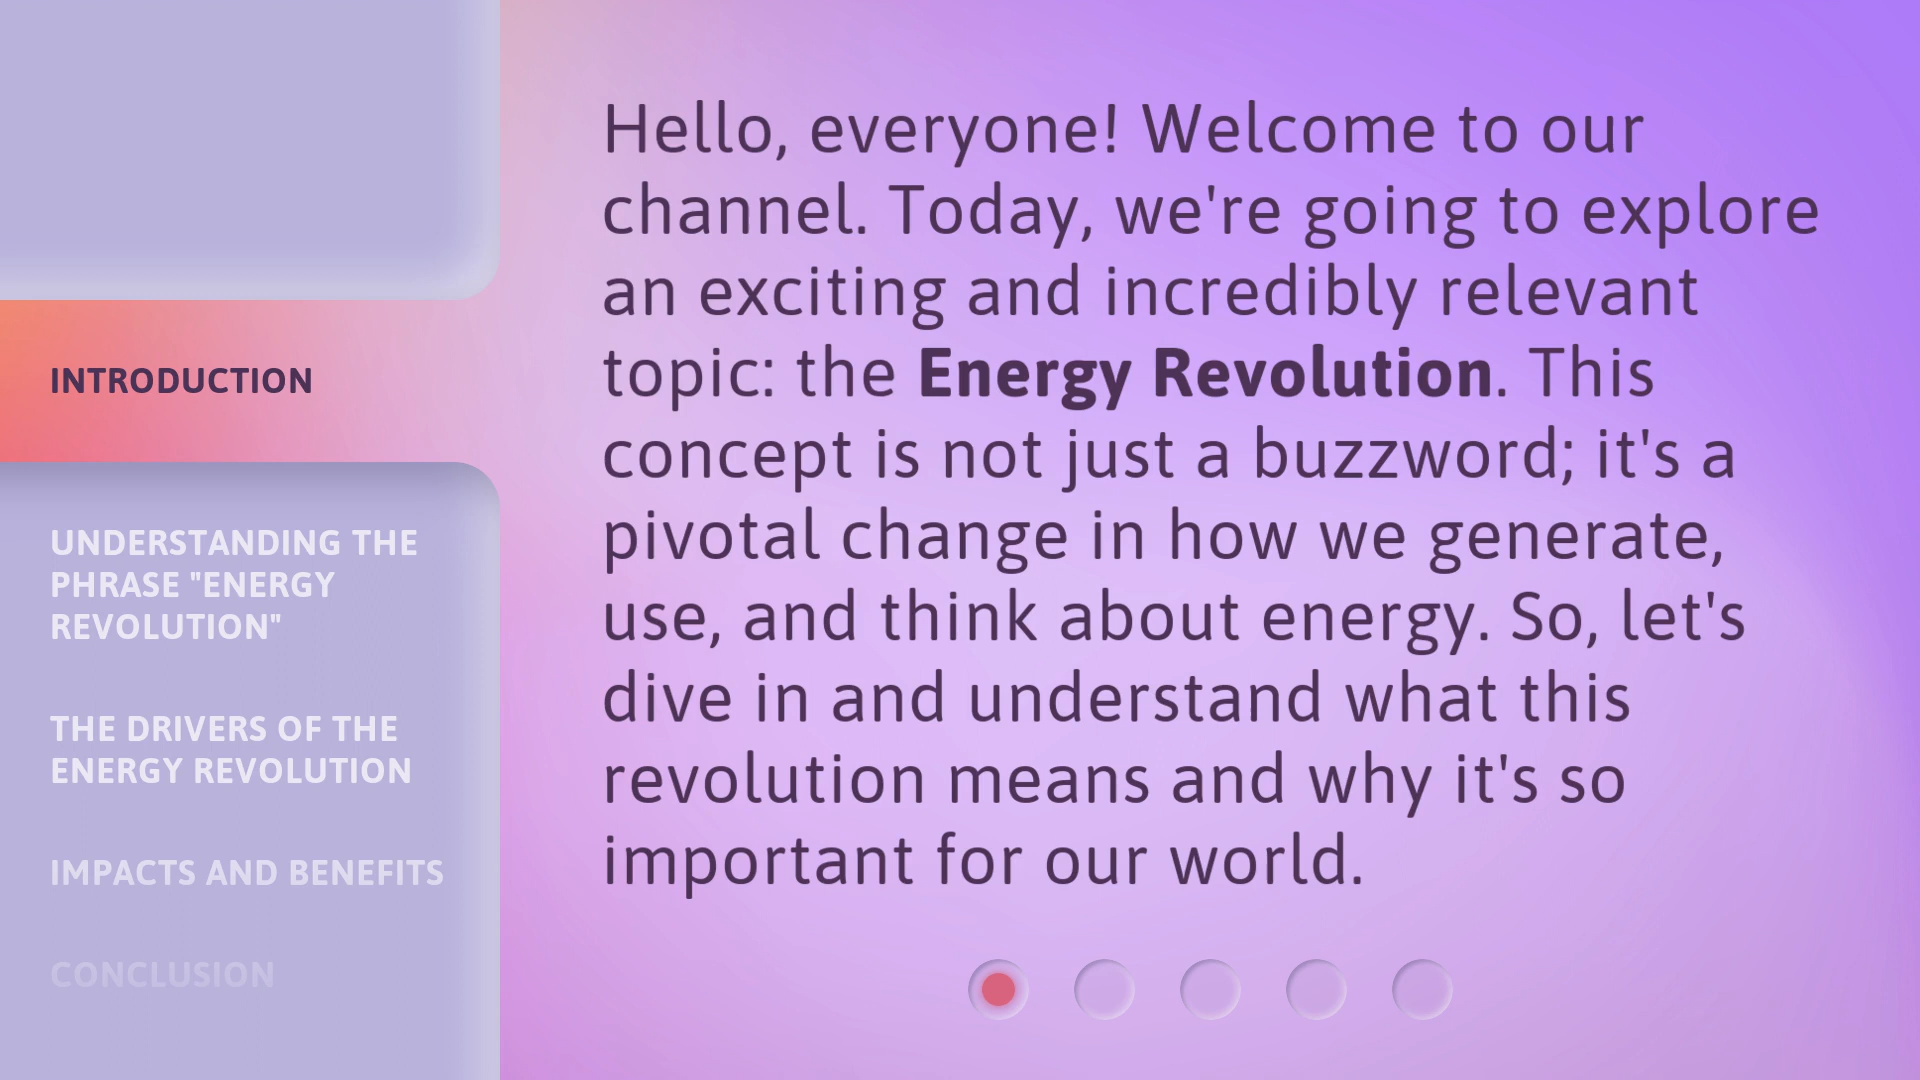 INTRODUCTION
UNDERSTANDING THE
PHRASE "ENERGY
REVOLUTION"
THE DRIVERS OF THE
ENERGY REVOLUTION
IMPACTS AND BENEFITS
CONCLUSION
Hello, everyone! Welcome to our
channel. Today, we're going to explore
an exciting and incredibly relevant
topic: the Energy Revolution. This
concept is not just a buzzword; it's a
pivotal change in how we generate,
use, and think about energy. So, let's
dive in and understand what this
revolution means and why it's so
important for our world.